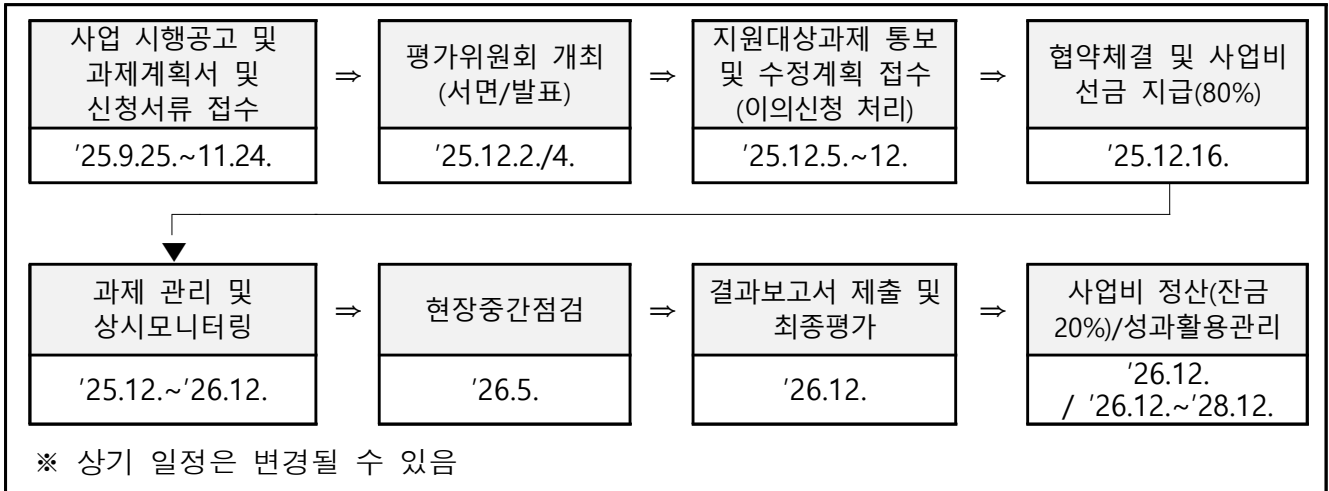 사업 시행공고 및
과제계획서 및
신청서류 접수
'25.9.25.~11.24.
⇒
평가위원회 개최
(서면/발표)
'25.12.2./4.
⇒
지원대상과제 통보
및 수정계획 접수
(이의신청 처리)
'25.12.5.~12.
⇒
협약체결 및 사업비
선금 지급(80%)
'25.12.16.
과제 관리 및
상시모니터링
'25.12.~'26.12.
⇒
현장중간점검
'26.5.
⇒
결과보고서 제출 및
최종평가
'26.12.
⇒
사업비 정산(잔금
20%)/성과활용관리
'26.12.
/ '26.12.~'28.12.
※ 상기 일정은 변경될 수 있음